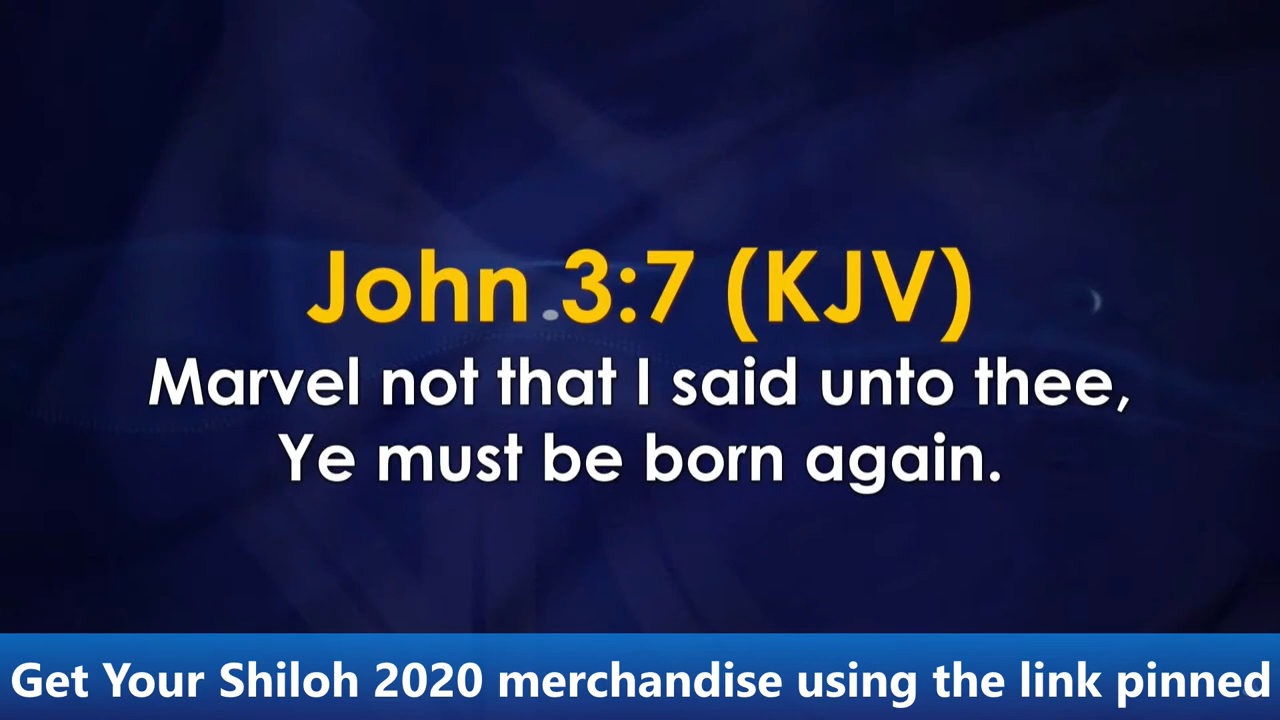 John 3:7 (KJV)
Marvel not that I said unto thee,
Ye must be born again.
Get Your Shiloh 2020 merchandise using the link pinned